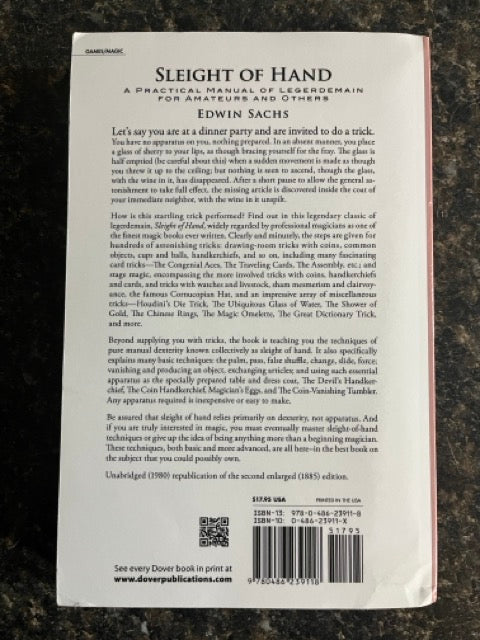 GAMES/MAGIC
SLEIGHT OF HAND
A PRACTICAL MANUAL OF LEGERDEMAIN
FOR AMATEURS AND OTHERS
EDWIN SACHS
Let's say you are at a dinner party and are invited to do a trick.
You have no apparatus on you, nothing prepared. In an absent manner, you place
a glass of sherry to your lips, as though bracing yourself for the fray. The glass is
half emptied (be careful about this) when a sudden movement is made as though
you threw it up to the ceiling; but nothing is seen to ascend, though the glass,
with the wine in it, has disappeared. After a short pause to allow the general as-
tonishment to take full effect, the missing article is discovered inside the coat of
your immediate neighbor, with the wine in it unspilt.
How is this startling trick performed? Find out in this legendary classic of
legerdemain, Sleight of Hand, widely regarded by professional magicians as one of
the finest magic books ever written. Clearly and minutely, the steps are given for
hundreds of astonishing tricks: drawing-room tricks with coins, common
objects, cups and balls, handkerchiefs, and so on, including many fascinating
card tricks—The Congenial Aces, The Traveling Cards, The Assembly, etc.; and
stage magic, encompassing the more involved tricks with coins, handkerchiefs
and cards, and tricks with watches and livestock, sham mesmerism and clairvoy-
ance, the famous Cornucopian Hat, and an impressive array of miscellaneous
tricks—Houdini's Die Trick, The Ubiquitous Glass of Water, The Shower of
Gold, The Chinese Rings, The Magic Omelette, The Great Dictionary Trick,
and more.
Beyond supplying you with tricks, the book is teaching you the techniques of
pure manual dexterity known collectively as sleight of hand. It also specifically
explains many basic techniques: the palm, pass, false shuffle, change, slide, force;
vanishing and producing an object, exchanging articles; and using such essential
apparatus as the specially prepared table and dress coat, The Devil's Handker-
chief, The Coin Handkerchief, Magician's Eggs, and The Coin-Vanishing Tumbler.
Any apparatus required is inexpensive or easy to make.
Be assured that sleight of hand relies primarily on dexterity, not apparatus. And
if you are truly interested in magic, you must eventually master sleight-of-hand
techniques or give up the idea of being anything more than a beginning magician.
These techniques, both basic and more advanced, are all here—in the best book on
the subject that you could possibly own.
Unabridged (1980) republication of the second enlarged (1885) edition.
$17.95 USA PRINTED IN THE USA
ISBN-13: 978-0-486-23911-8
ISBN-10: 0-486-23911-X
51795
See every Dover book in print at
www.doverpublications.com
9 780486 239118